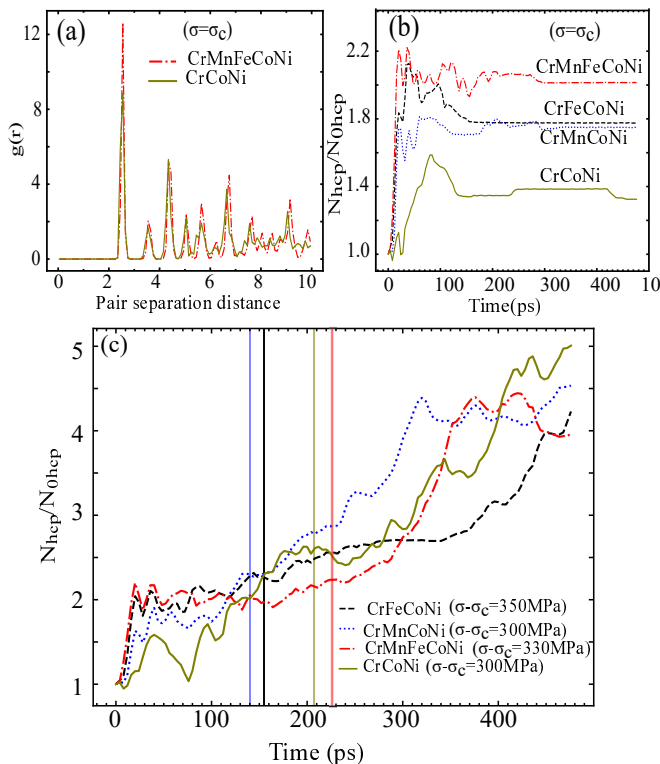 (a)
(σ=σc)
CrMnFeCoNi
CrCoNi
g(r)
12
8
4
0
0 2 4 6 8 10
Pair separation distance
(b)
(σ=σc)
CrMnFeCoNi
CrFeCoNi
CrMnCoNi
CrCoNi
Nhcp/N0hcp
2.2
1.8
1.4
1.0
0 100 200 300 400 10
Time(ps)
(c)
Nhcp/N0hcp
5
4
3
2
1
CrFeCoNi (σ-σc=350MPa)
CrMnCoNi (σ-σc=300MPa)
CrMnFeCoNi (σ-σc=330MPa)
CrCoNi (σ-σc=300MPa)
0 100 200 300 400
Time (ps)